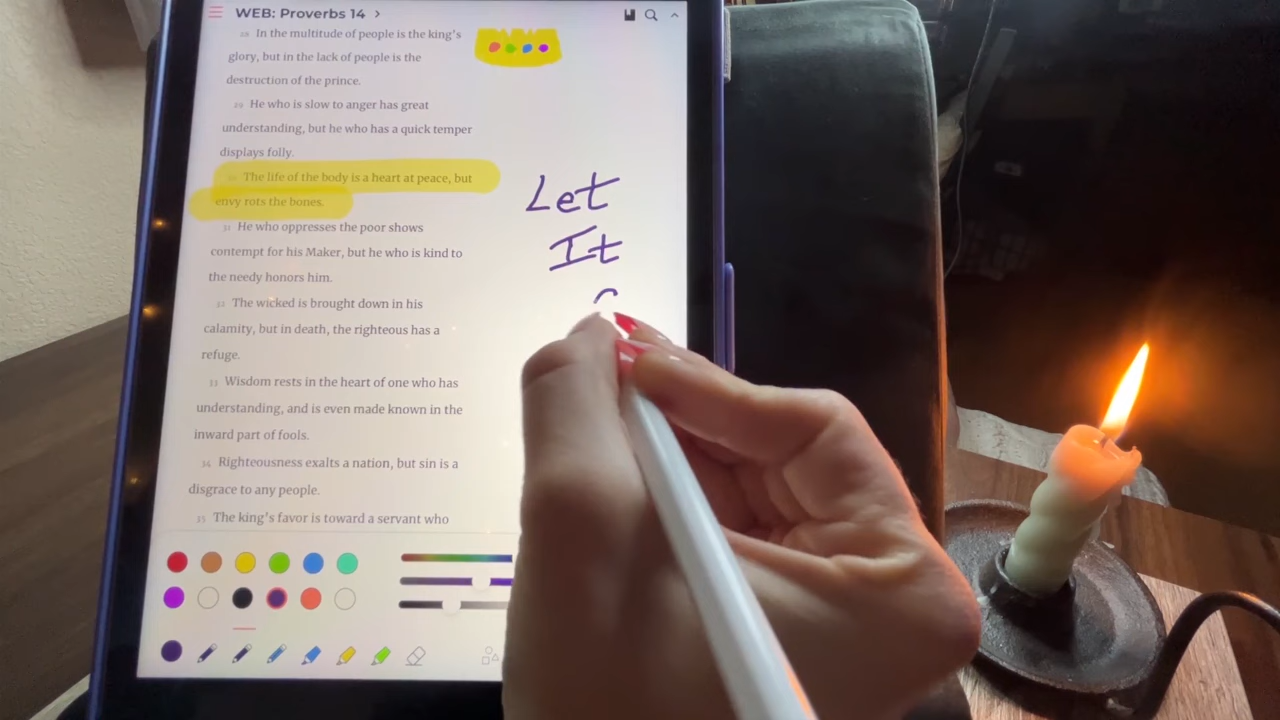 WEB: Proverbs 14 >
28 In the multitude of people is the king's
glory, but in the lack of people is the
destruction of the prince.
29 He who is slow to anger has great
understanding, but he who has a quick temper
displays folly.
The life of the body is a heart at peace, but
envy rots the bones.
31 He who oppresses the poor shows
contempt for his Maker, but he who is kind to
the needy honors him.
32 The wicked is brought down in his
calamity, but in death, the righteous has a
refuge.
33 Wisdom rests in the heart of one who has
understanding, and is even made known in the
inward part of fools.
34 Righteousness exalts a nation, but sin is a
disgrace to any people.
35 The king's favor is toward a servant who
Let
It